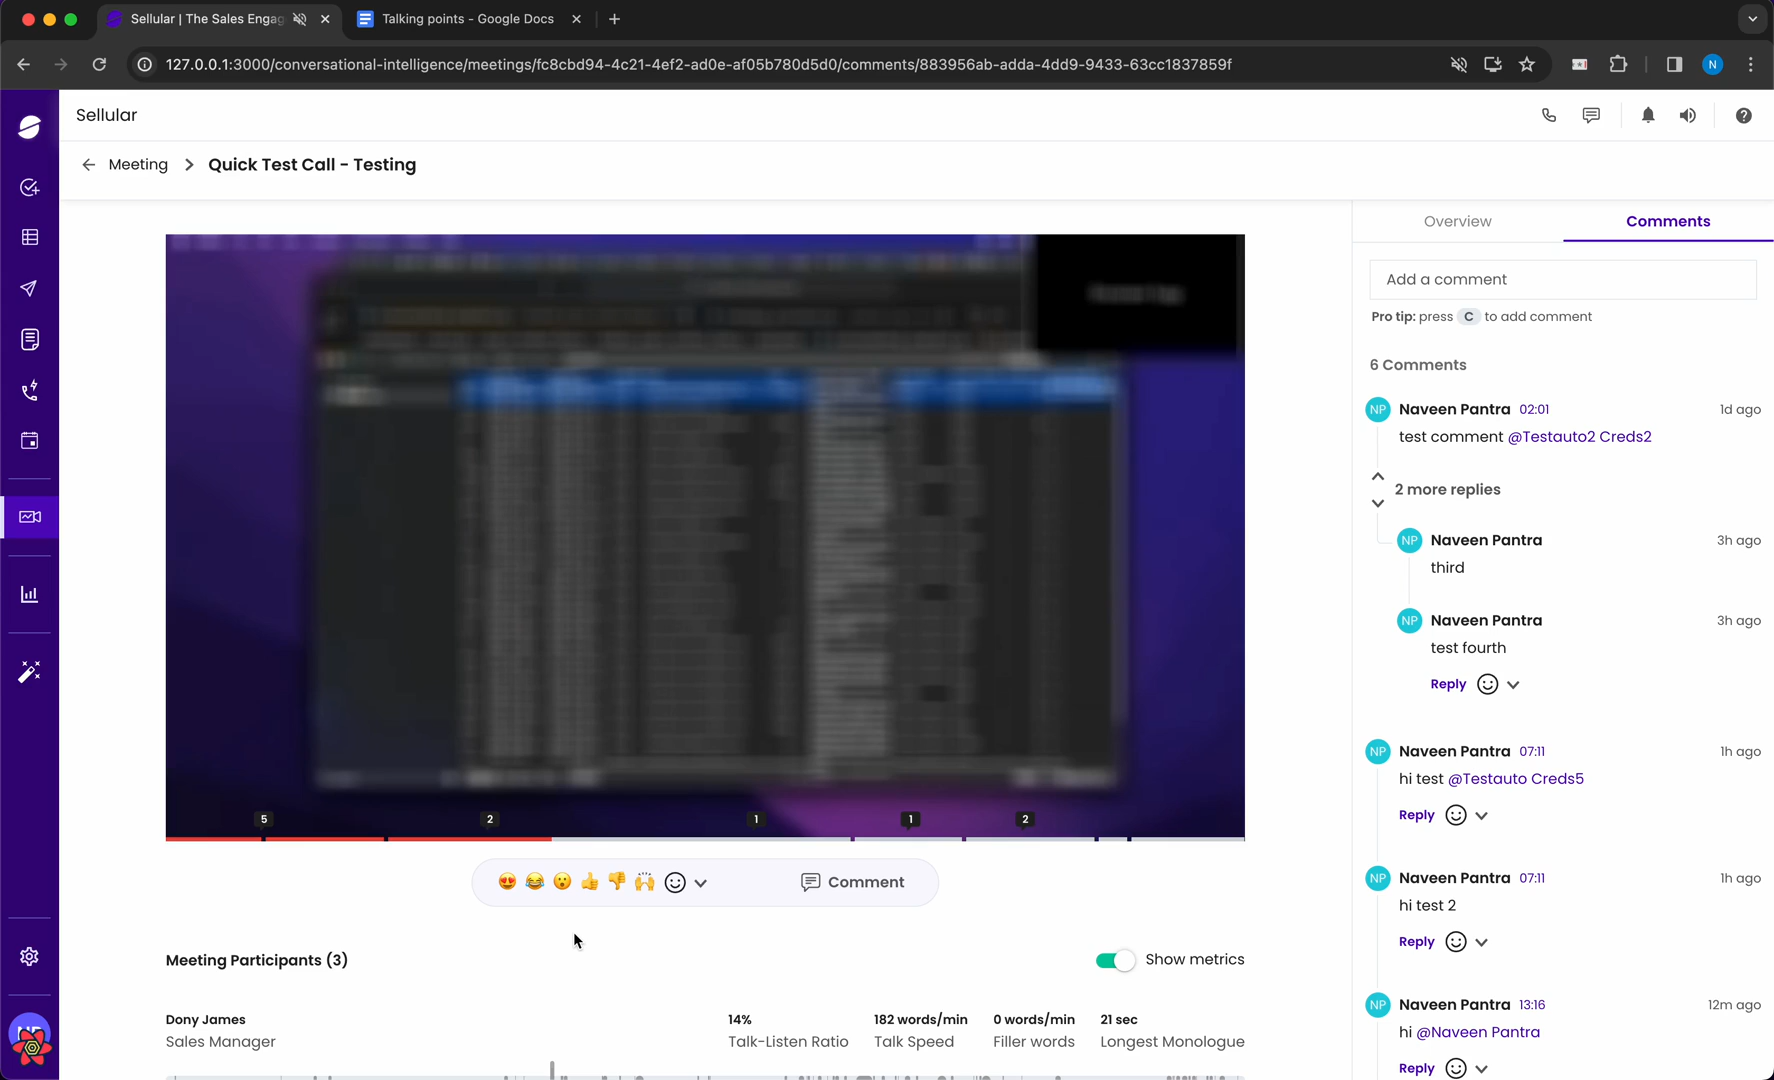 Sellular | The Sales Engag
Talking points - Google Docs
127.0.0.1:3000/conversational-intelligence/meetings/fc8cbd94-4c21-4ef2-ad0e-af05b780d5d0/comments/883956ab-adda-4dd9-9433-63cc1837859f
N
Sellular
Meeting > Quick Test Call - Testing
Overview
Comments
Add a comment
Pro tip: press C to add comment
6 Comments
NP Naveen Pantra 02:01 1d ago
test comment @Testauto2 Creds2
2 more replies
NP Naveen Pantra 3h ago
third
NP Naveen Pantra 3h ago
test fourth
Reply
NP Naveen Pantra 07:11 1h ago
hi test @Testauto Creds5
Reply
NP Naveen Pantra 07:11 1h ago
hi test 2
Reply
NP Naveen Pantra 13:16 12m ago
hi @Naveen Pantra
Reply
5 2 1 1 2
Comment
Meeting Participants (3)
Show metrics
Dony James 14% 182 words/min 0 words/min 21 sec
Sales Manager Talk-Listen Ratio Talk Speed Filler words Longest Monologue